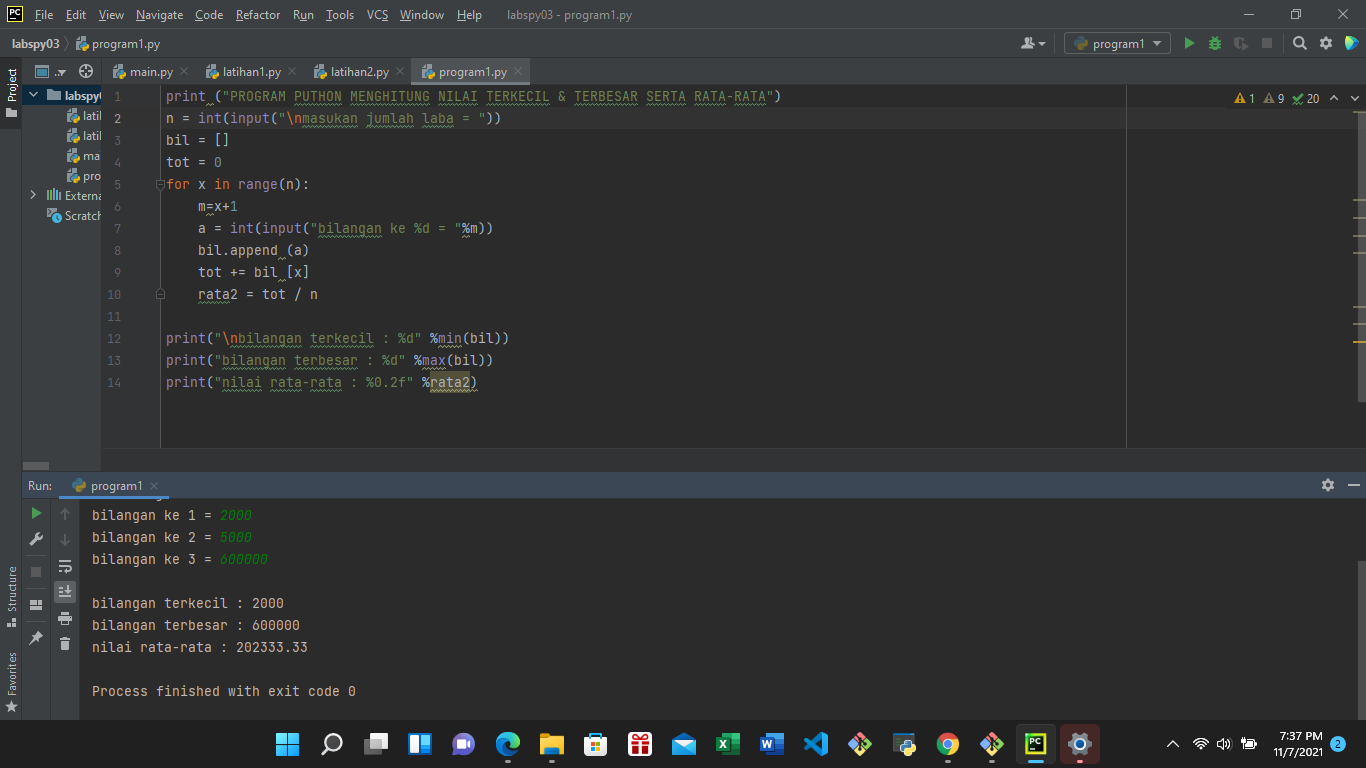 PC File Edit View Navigate Code Refactor Run Tools VCS Window Help labspy03 - program1.py
labspy03 program1.py program1
Project ..
main.py latihan1.py latihan2.py program1.py
labspy
latil
latil
ma
pro
Externa
Scratch
1 print ("PROGRAM PUTHON MENGHITUNG NILAI TERKECIL & TERBESAR SERTA RATA-RATA")
1 9 20
2 n = int(input("\nmasukan jumlah laba = "))
3 bil = []
4 tot = 0
5 for x in range(n):
6 m=x+1
7 a = int(input("bilangan ke %d = "%m))
8 bil.append (a)
9 tot += bil [x]
10 rata2 = tot / n
11
12 print("\nbilangan terkecil : %d" %min(bil))
13 print("bilangan terbesar : %d" %max(bil))
14 print("nilai rata-rata : %0.2f" %rata2)
Run: program1
bilangan ke 1 = 2000
bilangan ke 2 = 5000
bilangan ke 3 = 600000
bilangan terkecil : 2000
bilangan terbesar : 600000
nilai rata-rata : 202333.33
Process finished with exit code 0
Structure
Favorites
PC
7:37 PM
11/7/2021
2